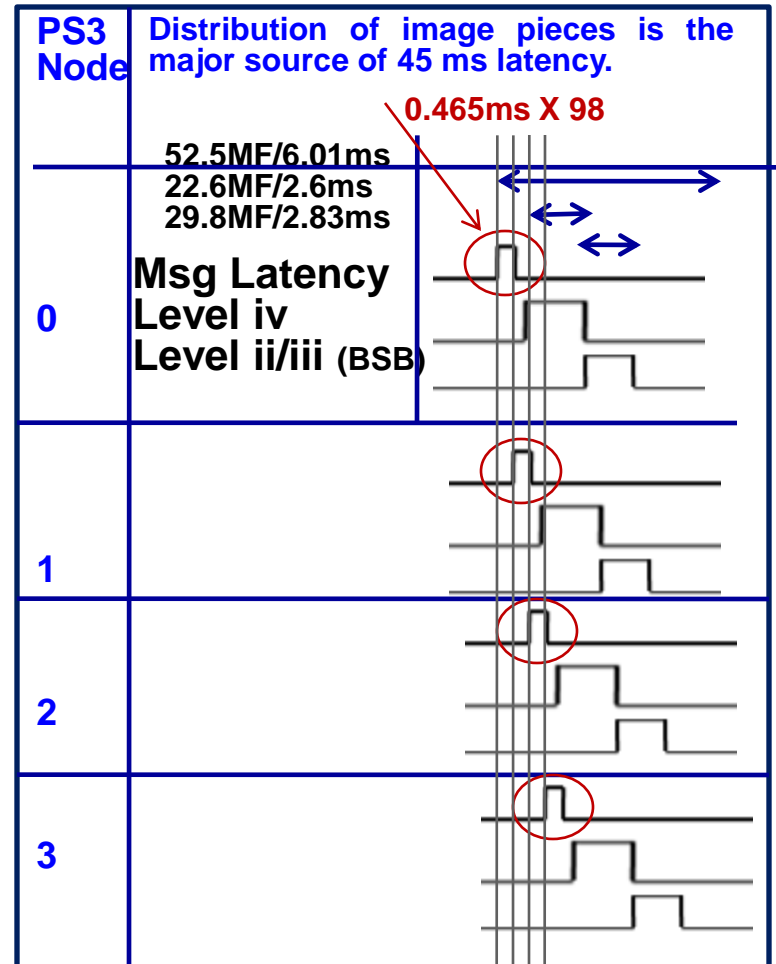 PS3 Node
Distribution of image pieces is the
major source of 45 ms latency.
0.465ms X 98
52.5MF/6.01ms
22.6MF/2.6ms
29.8MF/2.83ms
Msg Latency
Level iv
Level ii/iii (BSB)
0
1
2
3